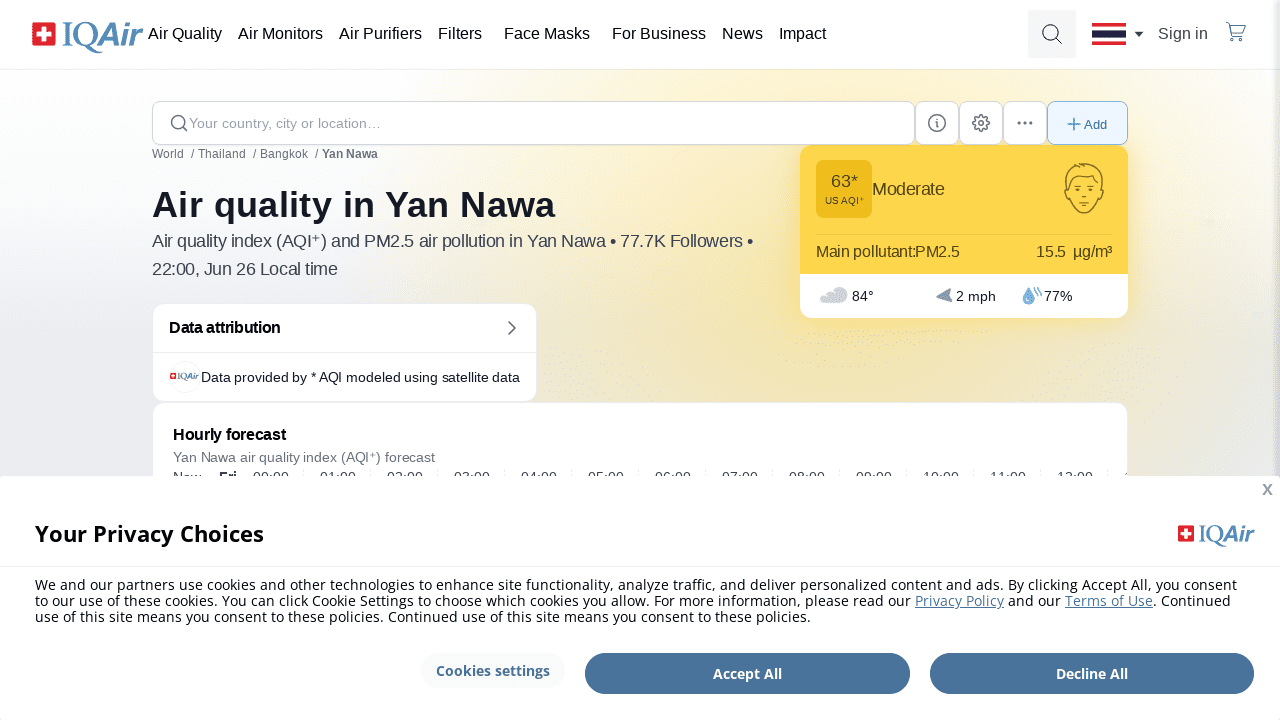 IQAir Air Quality Air Monitors Air Purifiers Filters Face Masks For Business News Impact Sign in
Your country, city or location…
Add
World / Thailand / Bangkok / Yan Nawa
Air quality in Yan Nawa
Air quality index (AQI⁺) and PM2.5 air pollution in Yan Nawa • 77.7K Followers •
22:00, Jun 26 Local time
63*
US AQI⁺
Moderate
Main pollutant:PM2.5 15.5 µg/m³
84° 2 mph 77%
Data attribution
IQAir Data provided by * AQI modeled using satellite data
Hourly forecast
Yan Nawa air quality index (AQI⁺) forecast
Now Fri 00:00 01:00 02:00 03:00 04:00 05:00 06:00 07:00 08:00 09:00 10:00 11:00 12:00
X
Your Privacy Choices
IQAir
We and our partners use cookies and other technologies to enhance site functionality, analyze traffic, and deliver personalized content and ads. By clicking Accept All, you consent
to our use of these cookies. You can click Cookie Settings to choose which cookies you allow. For more information, please read our Privacy Policy and our Terms of Use. Continued
use of this site means you consent to these policies. Continued use of this site means you consent to these policies.
Cookies settings
Accept All
Decline All